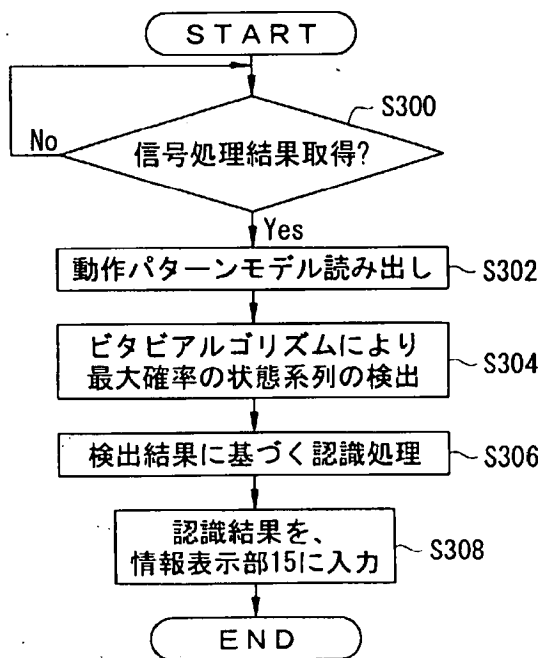 START
S300
No
信号処理結果取得?
Yes
動作パターンモデル読み出し
S302
ビタビアルゴリズムにより
最大確率の状態系列の検出
S304
検出結果に基づく認識処理
S306
認識結果を、
情報表示部15に入力
S308
END